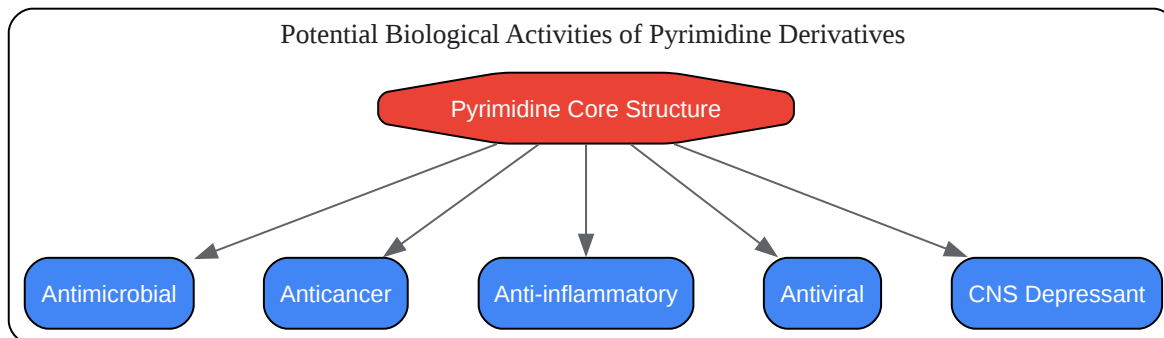 Potential Biological Activities of Pyrimidine Derivatives
Pyrimidine Core Structure
Antimicrobial
Anticancer
Anti-inflammatory
Antiviral
CNS Depressant